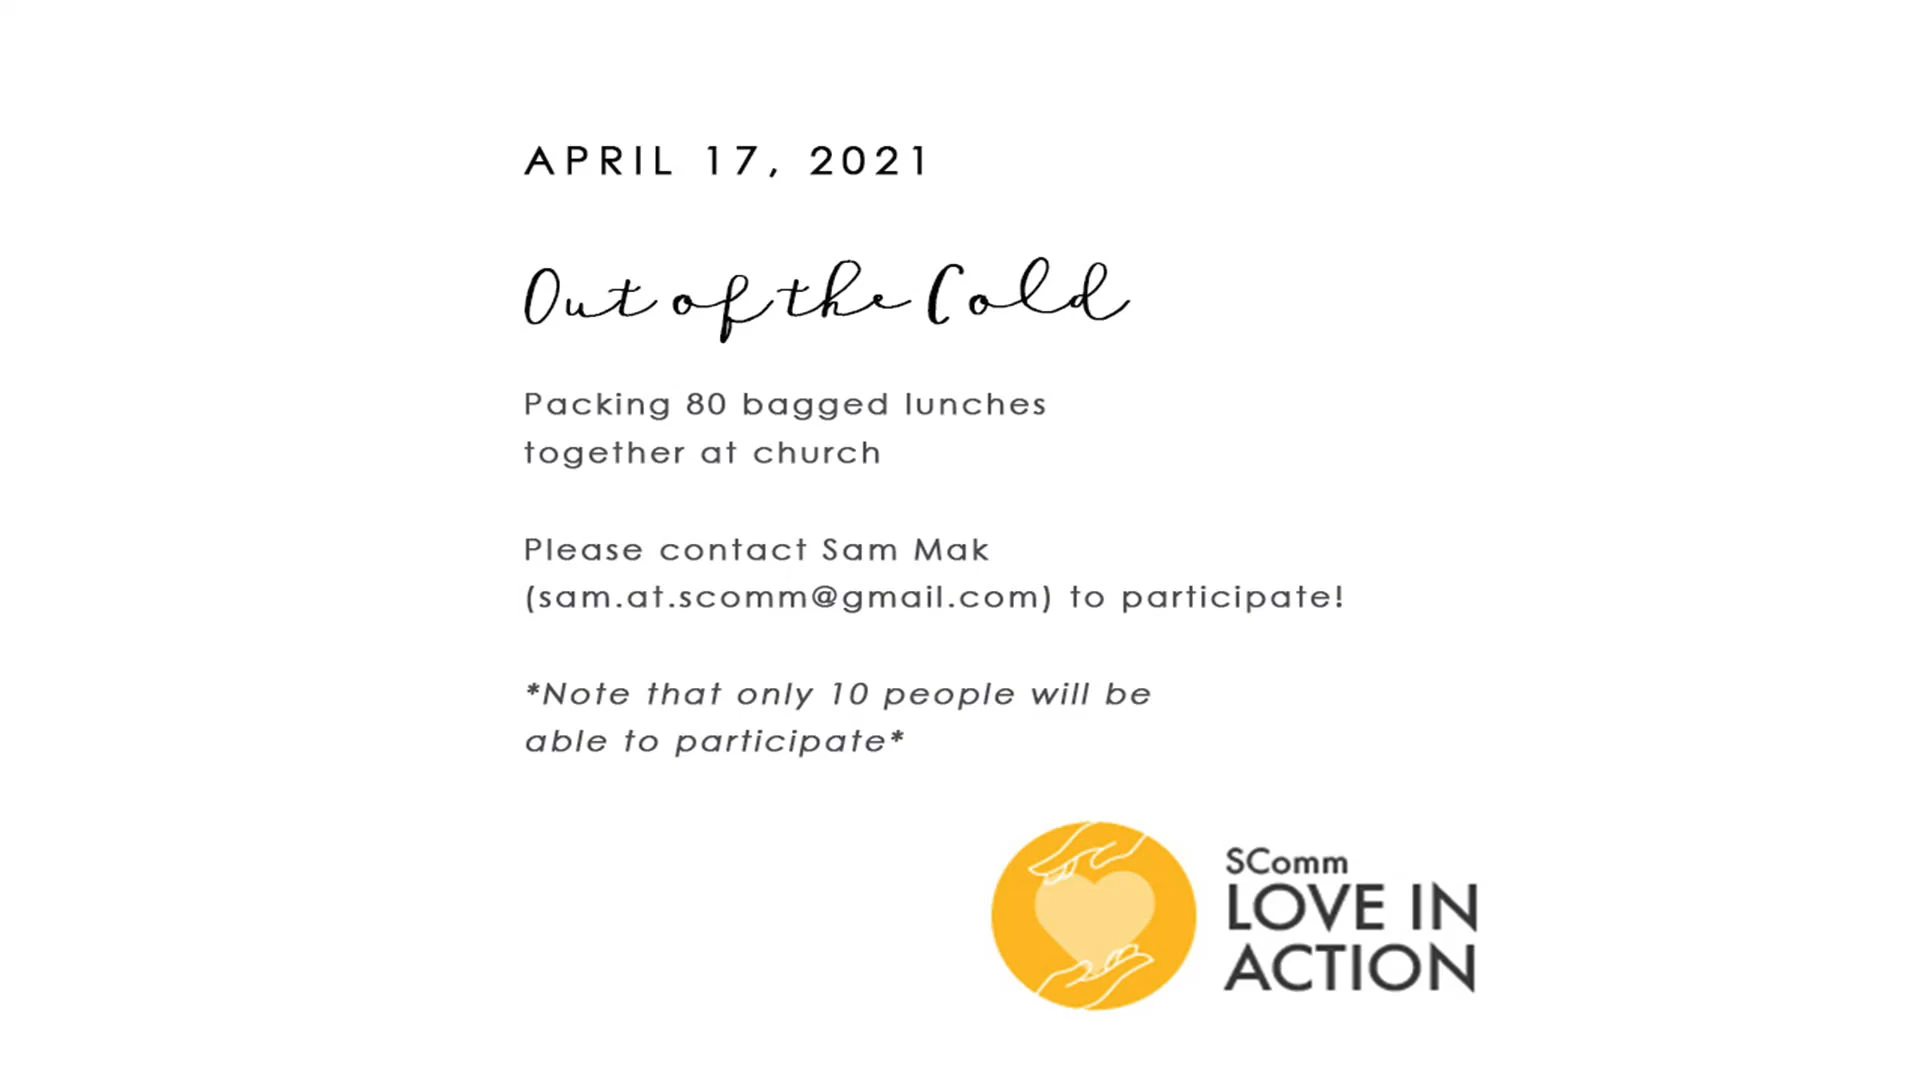 APRIL 17, 2021
Out of the Cold
Packing 80 bagged lunches
together at church
Please contact Sam Mak
(sam.at.scomm@gmail.com) to participate!
*Note that only 10 people will be
able to participate*
SComm
LOVE IN
ACTION